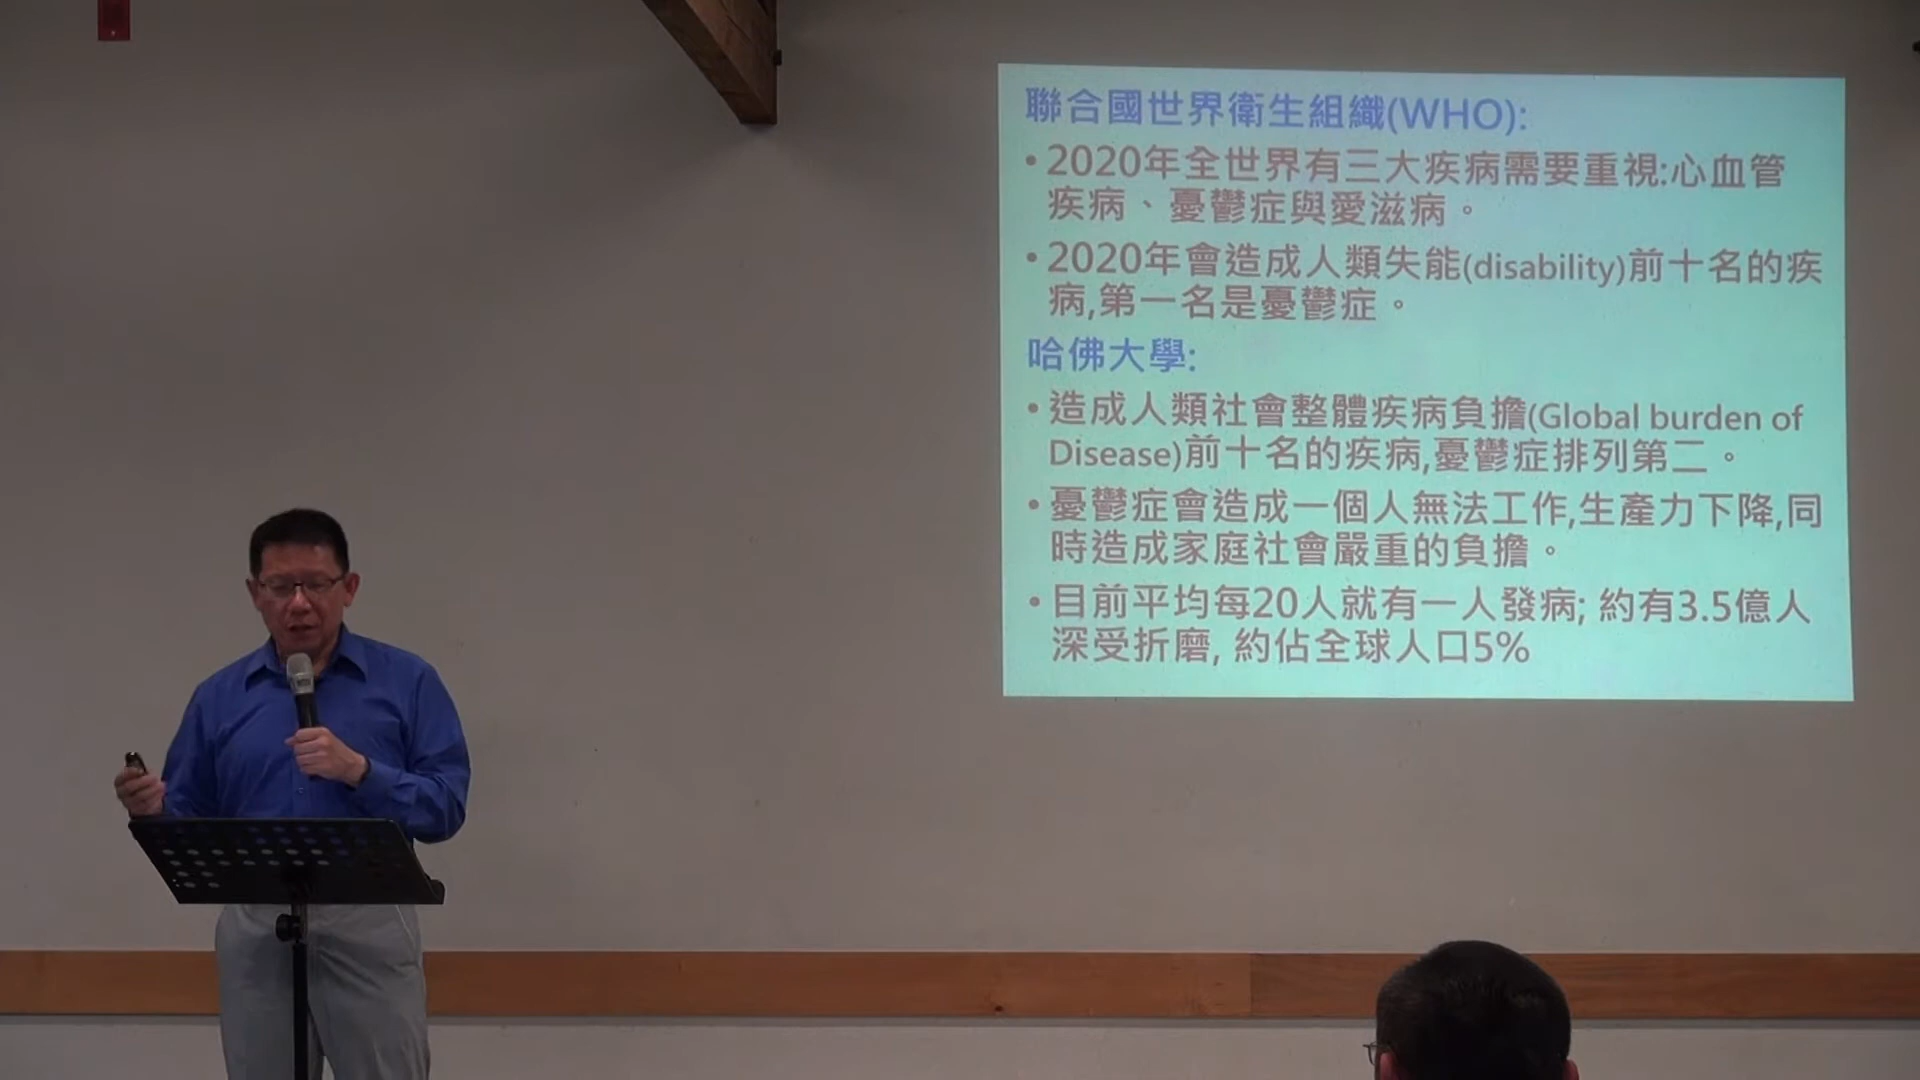 聯合國世界衛生組織(WHO):
•2020年全世界有三大疾病需要重視:心血管
疾病、憂鬱症與愛滋病。
•2020年會造成人類失能(disability)前十名的疾
病,第一名是憂鬱症。
哈佛大學:
•造成人類社會整體疾病負擔(Global burden of
Disease)前十名的疾病,憂鬱症排列第二。
•憂鬱症會造成一個人無法工作,生產力下降,同
時造成家庭社會嚴重的負擔。
•目前平均每20人就有一人發病; 約有3.5億人
深受折磨, 約佔全球人口5%